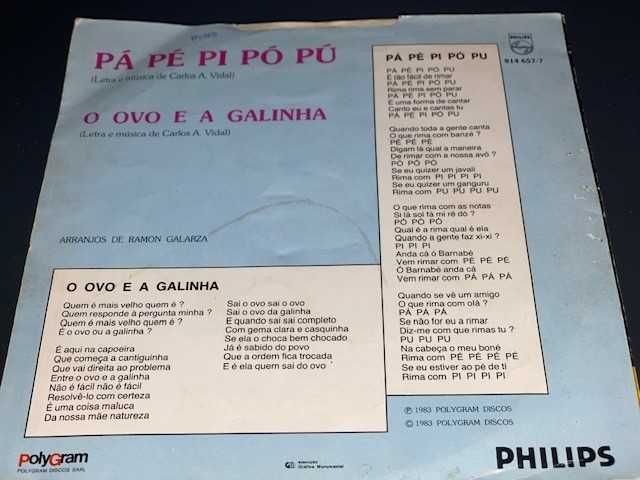 PÁ PÉ PI PÓ PÚ
(Letra e música de Carlos A. Vidal)
O OVO E A GALINHA
(Letra e música de Carlos A. Vidal)
ARRANJOS DE RAMON GALARZA
PHILIPS
814 657-7
PÁ PÉ PI PÓ PU
PÁ PÉ PI PÓ PU
É tão fácil de rimar
PÁ PÉ PI PÓ PU
Rima rima sem parar
PÁ PÉ PI PÓ PU
É uma forma de cantar
Canto eu e cantas tu
PÁ PÉ PI PÓ PU
Quando toda a gente canta
O que rima com banzé ?
PÉ PÉ PÉ
Digam lá qual a maneira
De rimar com a nossa avó ?
PÓ PÓ PÓ
Se eu quizer um javali
Rima com PI PI PI PI
Se eu quizer um ganguru
Rima com PU PU PU PU
O que rima com as notas
Si lá sol fá mi ré dó ?
PÓ PÓ PÓ
Qual é a rima qual é ela
Quando a gente faz xi-xi ?
PI PI PI
Anda cá ó Barnabé
Vem rimar com PÉ PÉ PÉ
Ó Barnabé anda cá
Vem rimar com PÁ PÁ PÁ
Quando se vê um amigo
O que rima com olá ?
PÁ PÁ PÁ
Se não for eu a rimar
Diz-me com que rimas tu ?
PU PU PU
Na cabeça o meu boné
Rima com PÉ PÉ PÉ PÉ
Se eu estiver ao pé de ti
Rima com PI PI PI PI
O OVO E A GALINHA
Quem é mais velho quem é ?
Quem responde à pergunta minha ?
Quem é mais velho quem é ?
É o ovo ou a galinha ?
É aqui na capoeira
Que começa a cantiguinha
Que vai direita ao problema
Entre o ovo e a galinha
Não é fácil não é fácil
Resolvê-lo com certeza
É uma coisa maluca
Da nossa mãe natureza
Sai o ovo sai o ovo
Sai o ovo da galinha
E quando sai sai completo
Com gema clara e casquinha
Se ela o choca bem chocado
Já é sabido do povo
Que a ordem fica trocada
E é ela quem sai do ovo
Ⓟ 1983 POLYGRAM DISCOS
© 1983 POLYGRAM DISCOS
PolyGram
POLYGRAM DISCOS SARL
Gráfica Monumental
PHILIPS